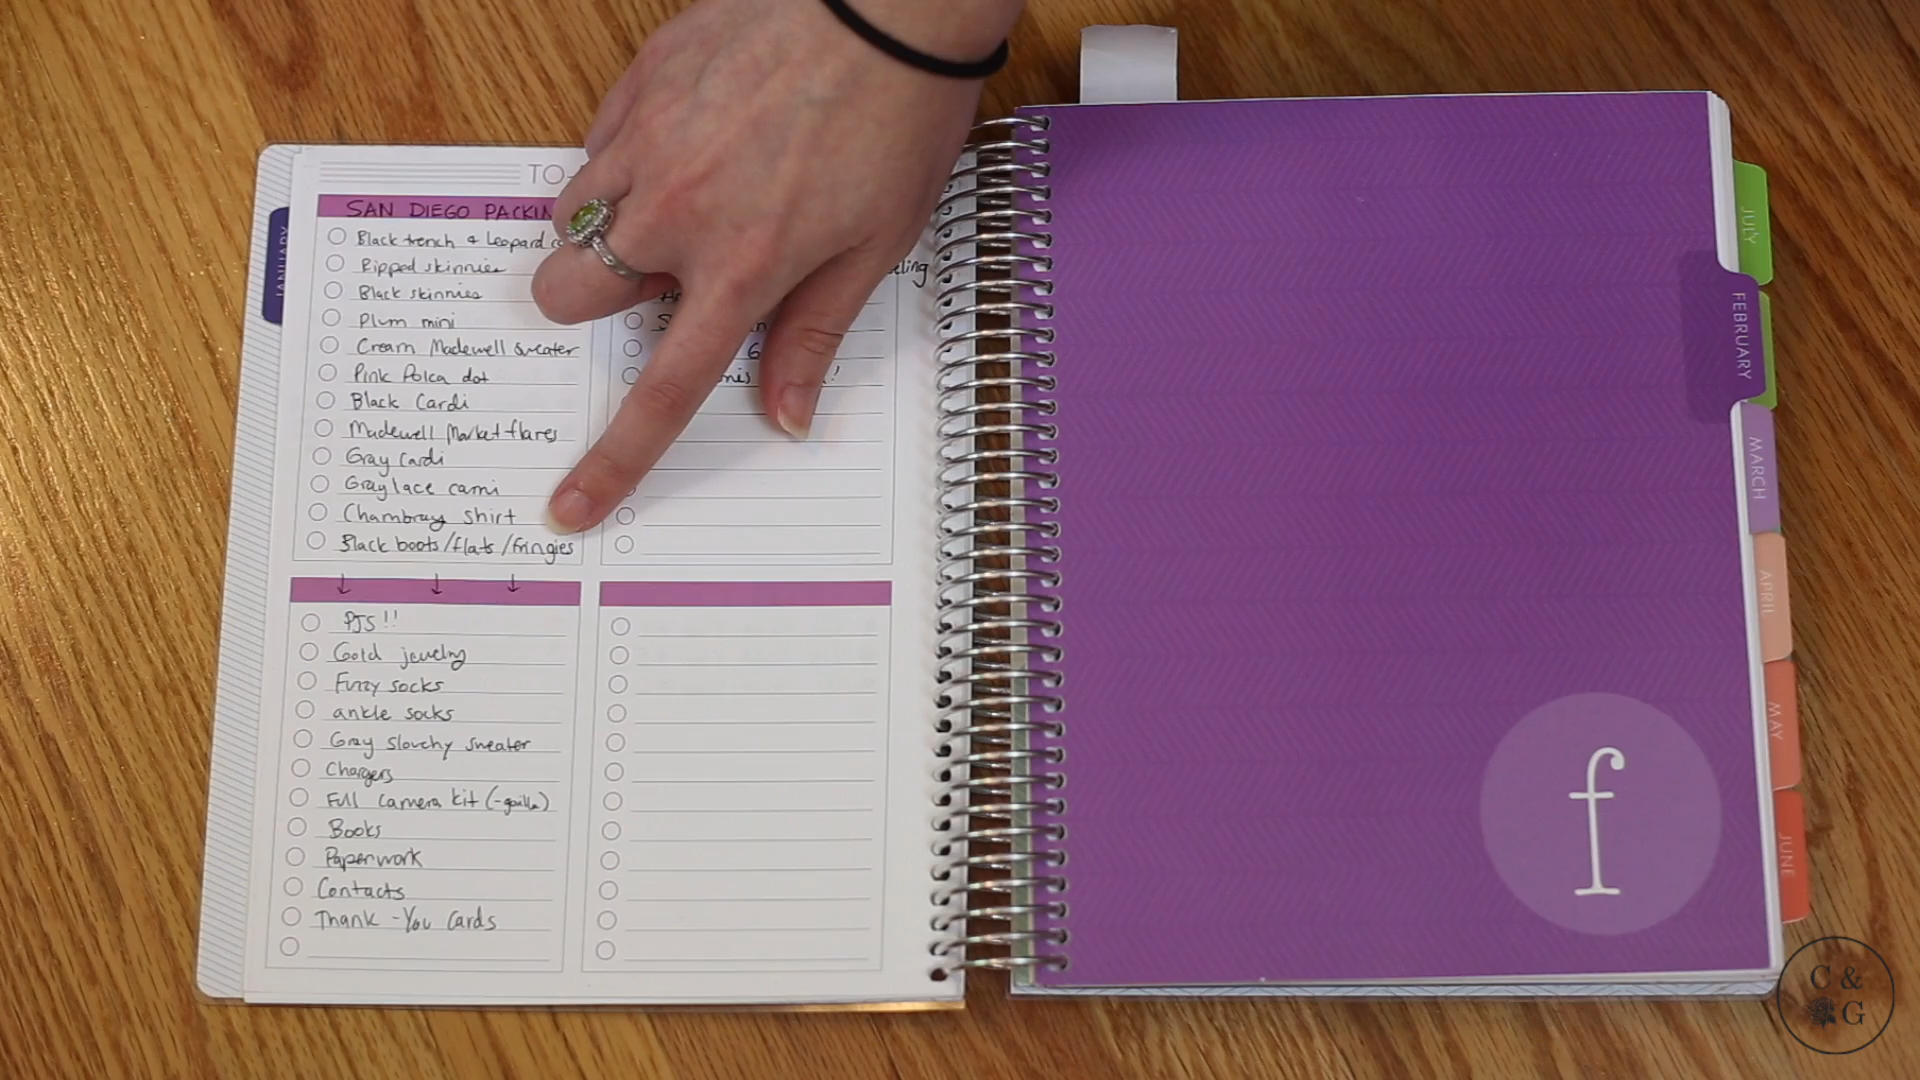 TO-
SAN DIEGO PACKIN
Black trench & Leopard
Ripped skinnies
Black skinnies
Plum mini
Cream Madewell Sweater
Pink Polka dot
Black Cardi
Madewell Market flares
Gray Cardi
Gray lace cami
Chambray shirt
Black boots/flats/fringies
PJS!!
Gold jewelry
Fuzzy socks
ankle socks
Gray slouchy sweater
Chargers
Full camera kit
Books
Paperwork
Contacts
Thank-You Cards
JANUARY
f
JULY
FEBRUARY
MARCH
APRIL
MAY
JUNE
C &
G